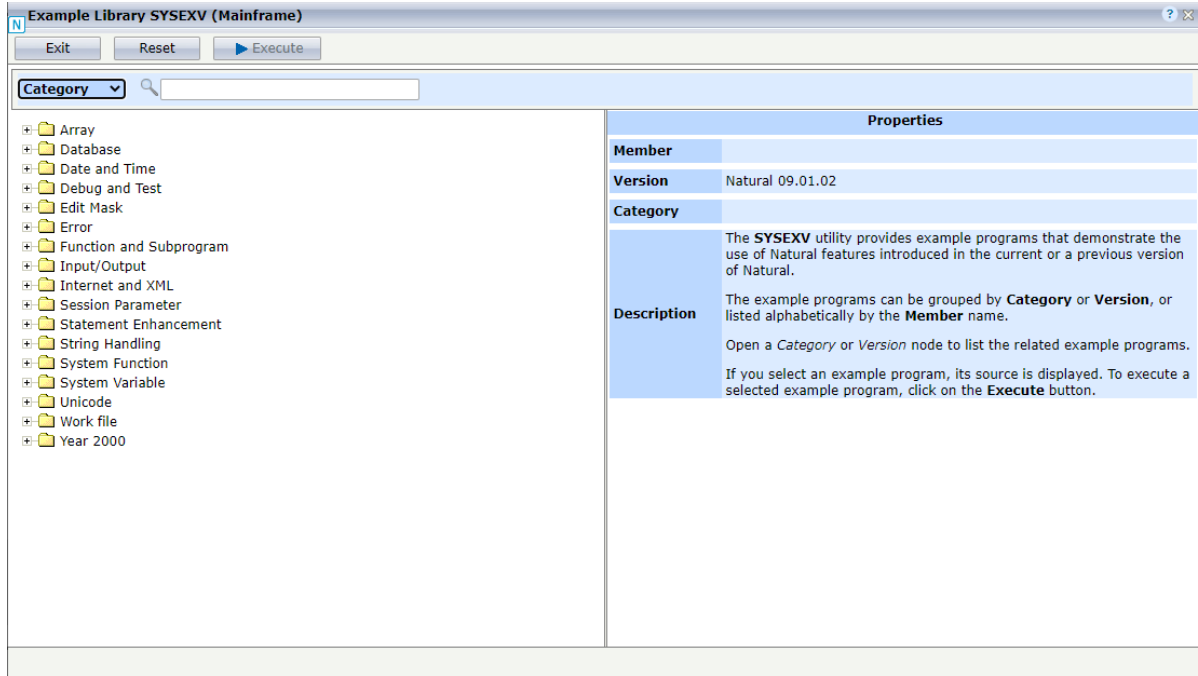 Example Library SYSEXV (Mainframe)
N
?
Exit
Reset
Execute
Category
Array
Database
Date and Time
Debug and Test
Edit Mask
Error
Function and Subprogram
Input/Output
Internet and XML
Session Parameter
Statement Enhancement
String Handling
System Function
System Variable
Unicode
Work file
Year 2000
Properties
Member
Version Natural 09.01.02
Category
Description
The SYSEXV utility provides example programs that demonstrate the
use of Natural features introduced in the current or a previous version
of Natural.
The example programs can be grouped by Category or Version, or
listed alphabetically by the Member name.
Open a Category or Version node to list the related example programs.
If you select an example program, its source is displayed. To execute a
selected example program, click on the Execute button.